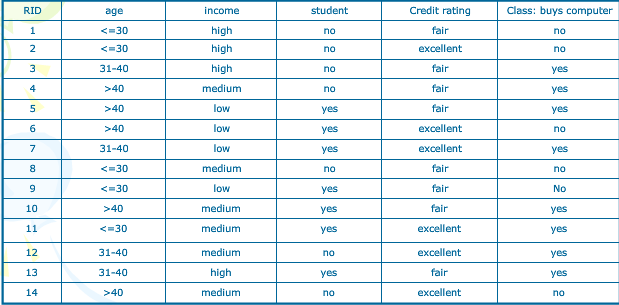 RID age income student Credit rating Class: buys computer
1 <=30 high no fair no
2 <=30 high no excellent no
3 31-40 high no fair yes
4 >40 medium no fair yes
5 >40 low yes fair yes
6 >40 low yes excellent no
7 31-40 low yes excellent yes
8 <=30 medium no fair no
9 <=30 low yes fair No
10 >40 medium yes fair yes
11 <=30 medium yes excellent yes
12 31-40 medium no excellent yes
13 31-40 high yes fair yes
14 >40 medium no excellent no